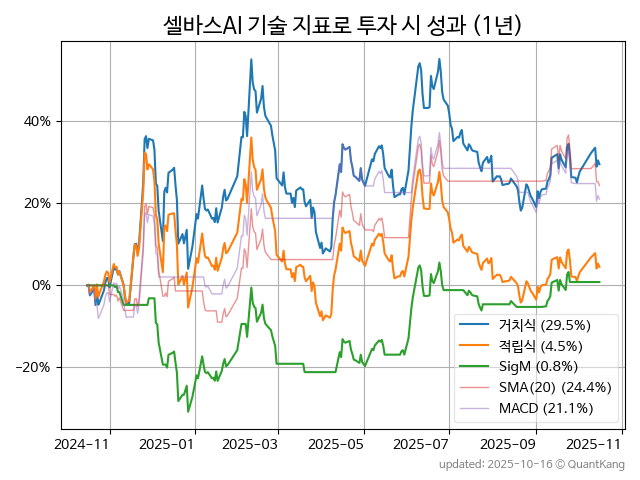 셀바스AI 기술 지표로 투자 시 성과 (1년)
40%
20%
0%
−20%
거치식 (29.5%)
적립식 (4.5%)
SigM (0.8%)
SMA(20) (24.4%)
MACD (21.1%)
2024-11 2025-01 2025-03 2025-05 2025-07 2025-09 2025-11
updated: 2025-10-16 © QuantKang